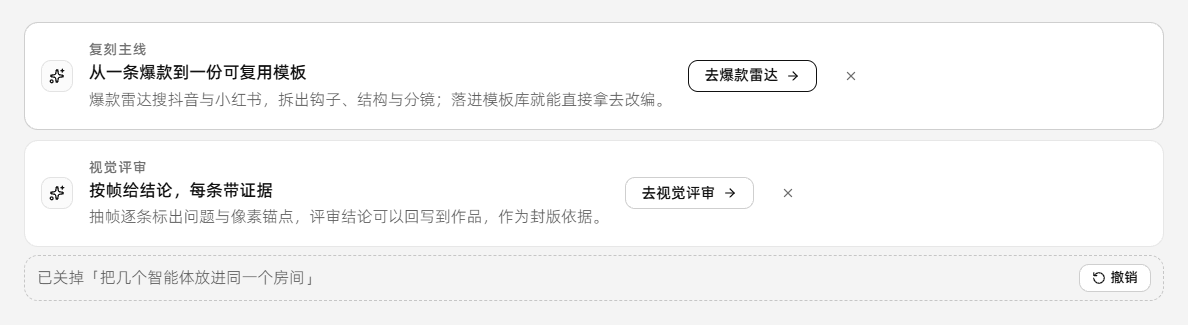 复刻主线
从一条爆款到一份可复用模板
爆款雷达搜抖音与小红书，拆出钩子、结构与分镜；落进模板库就能直接拿去改编。
去爆款雷达
视觉评审
按帧给结论，每条带证据
抽帧逐条标出问题与像素锚点，评审结论可以回写到作品，作为封版依据。
去视觉评审
已关掉「把几个智能体放进同一个房间」
撤销